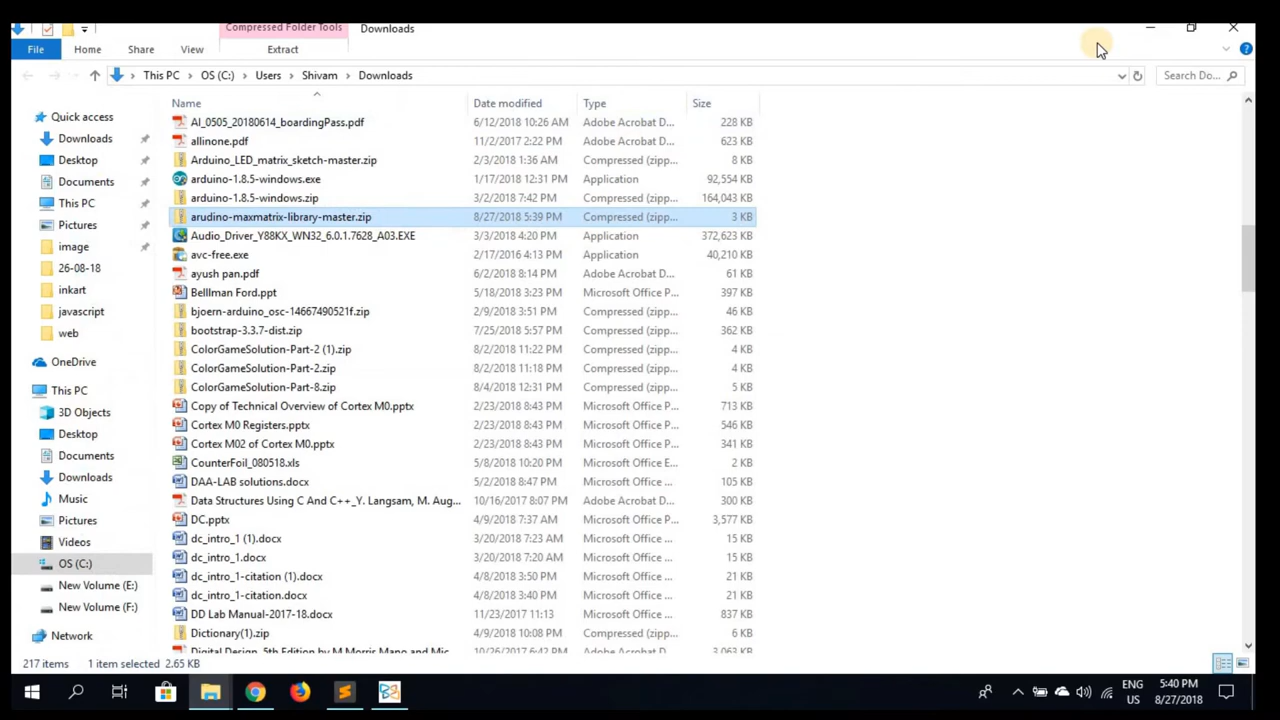 Compressed Folder Tools Downloads
File Home Share View Extract
This PC OS (C:) Users Shivam Downloads Search Do...
Name Date modified Type Size
Quick access
Downloads
Desktop
Documents
This PC
Pictures
image
26-08-18
inkart
javascript
web
OneDrive
This PC
3D Objects
Desktop
Documents
Downloads
Music
Pictures
Videos
OS (C:)
New Volume (E:)
New Volume (F:)
Network
AI_0505_20180614_boardingPass.pdf 6/12/2018 10:26 AM Adobe Acrobat D... 228 KB
allinone.pdf 11/2/2017 2:22 PM Adobe Acrobat D... 623 KB
Arduino_LED_matrix_sketch-master.zip 2/3/2018 1:36 AM Compressed (zipp... 8 KB
arduino-1.8.5-windows.exe 1/17/2018 12:31 PM Application 92,554 KB
arduino-1.8.5-windows.zip 3/2/2018 7:42 PM Compressed (zipp... 164,043 KB
arudino-maxmatrix-library-master.zip 8/27/2018 5:39 PM Compressed (zipp... 3 KB
Audio_Driver_Y88KX_WN32_6.0.1.7628_A03.EXE 3/3/2018 4:20 PM Application 372,623 KB
avc-free.exe 2/17/2016 4:13 PM Application 40,210 KB
ayush pan.pdf 6/2/2018 8:14 PM Adobe Acrobat D... 61 KB
Bellman Ford.ppt 5/18/2018 3:23 PM Microsoft Office P... 397 KB
bjoern-arduino_osc-14667490521f.zip 2/9/2018 3:51 PM Compressed (zipp... 46 KB
bootstrap-3.3.7-dist.zip 7/25/2018 5:57 PM Compressed (zipp... 362 KB
ColorGameSolution-Part-2 (1).zip 8/2/2018 11:22 PM Compressed (zipp... 4 KB
ColorGameSolution-Part-2.zip 8/2/2018 11:18 PM Compressed (zipp... 4 KB
ColorGameSolution-Part-8.zip 8/4/2018 12:31 PM Compressed (zipp... 5 KB
Copy of Technical Overview of Cortex M0.pptx 2/23/2018 8:43 PM Microsoft Office P... 713 KB
Cortex M0 Registers.pptx 2/23/2018 8:43 PM Microsoft Office P... 546 KB
Cortex M02 of Cortex M0.pptx 2/23/2018 8:43 PM Microsoft Office P... 341 KB
CounterFoil_080518.xls 5/8/2018 10:20 PM Microsoft Office E... 2 KB
DAA-LAB solutions.docx 5/2/2018 8:47 PM Microsoft Office ... 105 KB
Data Structures Using C And C++_Y. Langsam, M. Aug... 10/16/2017 8:07 PM Adobe Acrobat D... 300 KB
DC.pptx 4/9/2018 7:37 AM Microsoft Office P... 3,577 KB
dc_intro_1 (1).docx 3/20/2018 7:23 AM Microsoft Office ... 15 KB
dc_intro_1.docx 3/20/2018 7:20 AM Microsoft Office ... 15 KB
dc_intro_1-citation (1).docx 4/8/2018 3:50 PM Microsoft Office ... 21 KB
dc_intro_1-citation.docx 4/8/2018 3:40 PM Microsoft Office ... 21 KB
DD Lab Manual-2017-18.docx 11/23/2017 11:13 Microsoft Office ... 837 KB
Dictionary(1).zip 4/9/2018 10:08 PM Compressed (zipp... 6 KB
Digital Design, 5th Edition by M Morris Mano and Mic... 10/26/2017 6:42 PM Adobe Acrobat D... 3,063 KB
217 items 1 item selected 2.65 KB
ENG 5:40 PM
US 8/27/2018